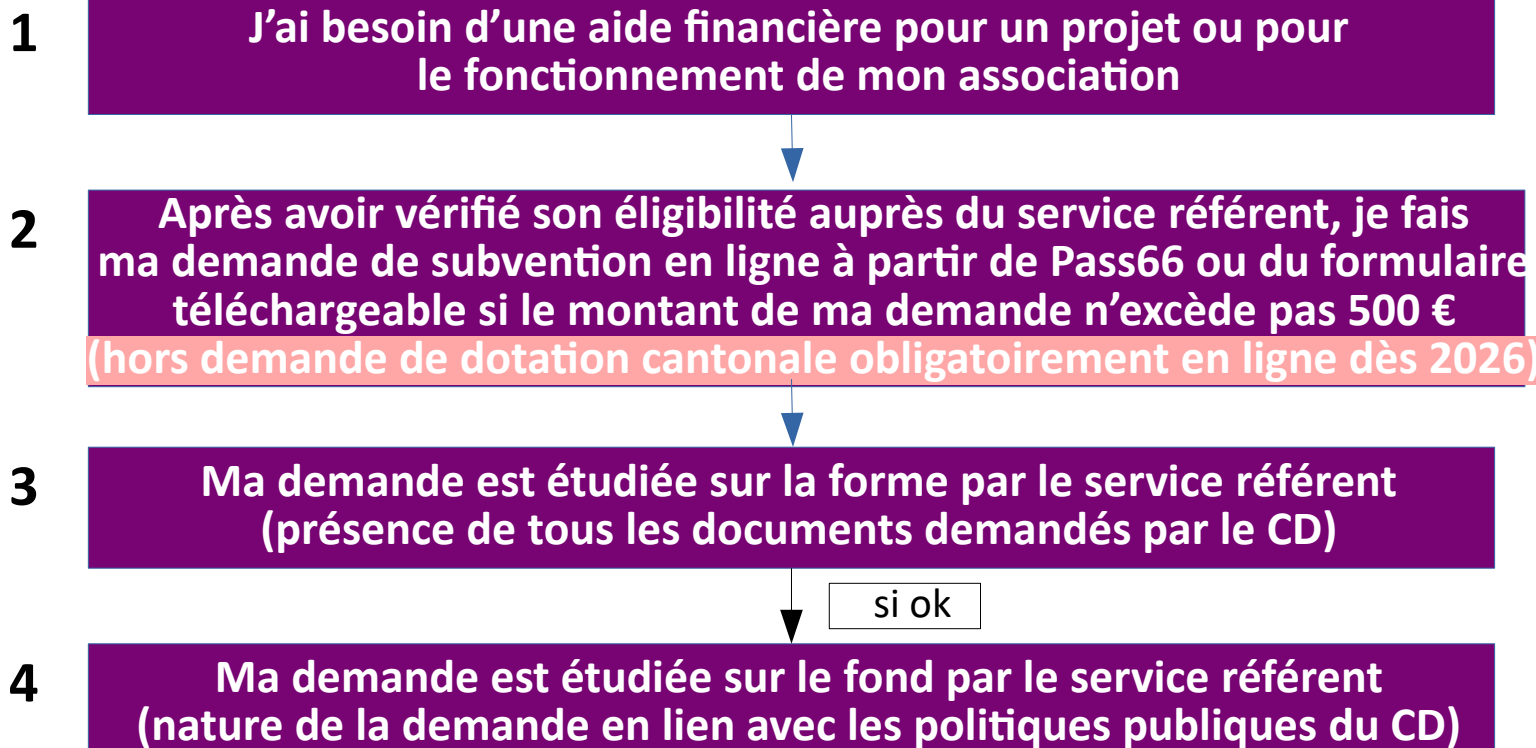 1
J’ai besoin d’une aide financière pour un projet ou pour
le fonctionnement de mon association
2
Après avoir vérifié son éligibilité auprès du service référent, je fais
ma demande de subvention en ligne à partir de Pass66 ou du formulaire
téléchargeable si le montant de ma demande n’excède pas 500 €
(hors demande de dotation cantonale obligatoirement en ligne dès 2026)
3
Ma demande est étudiée sur la forme par le service référent
(présence de tous les documents demandés par le CD)
si ok
4
Ma demande est étudiée sur le fond par le service référent
(nature de la demande en lien avec les politiques publiques du CD)